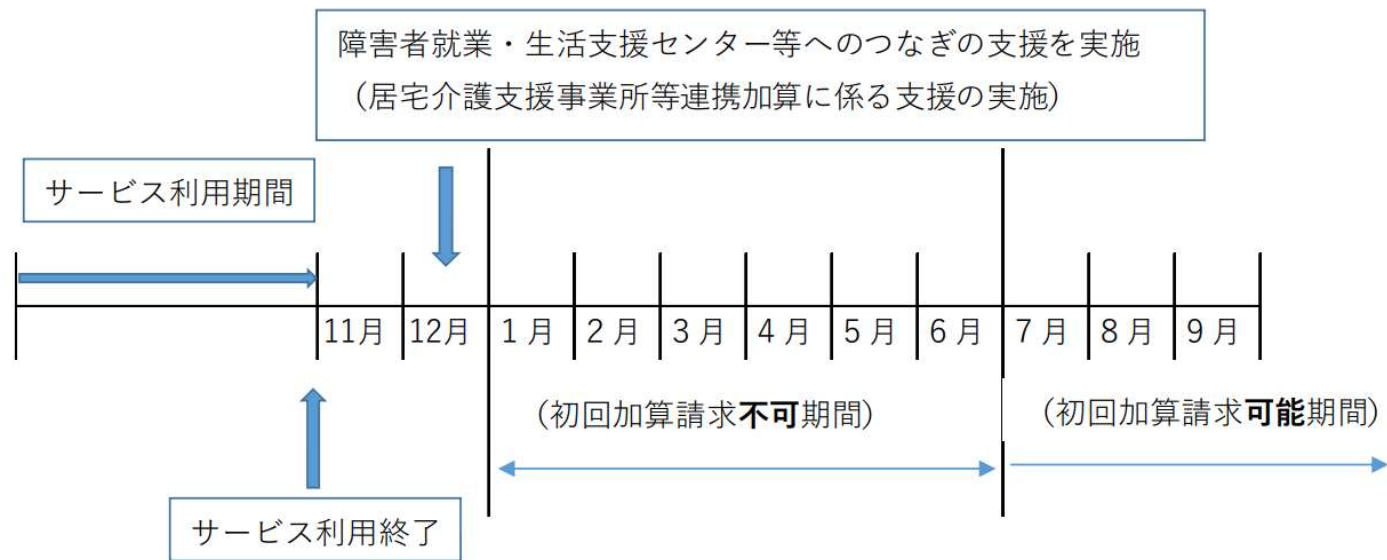 障害者就業・生活支援センター等へのつなぎの支援を実施
（居宅介護支援事業所等連携加算に係る支援の実施）
サービス利用期間
11月 12月 1月 2月 3月 4月 5月 6月 7月 8月 9月
（初回加算請求不可期間） （初回加算請求可能期間）
サービス利用終了